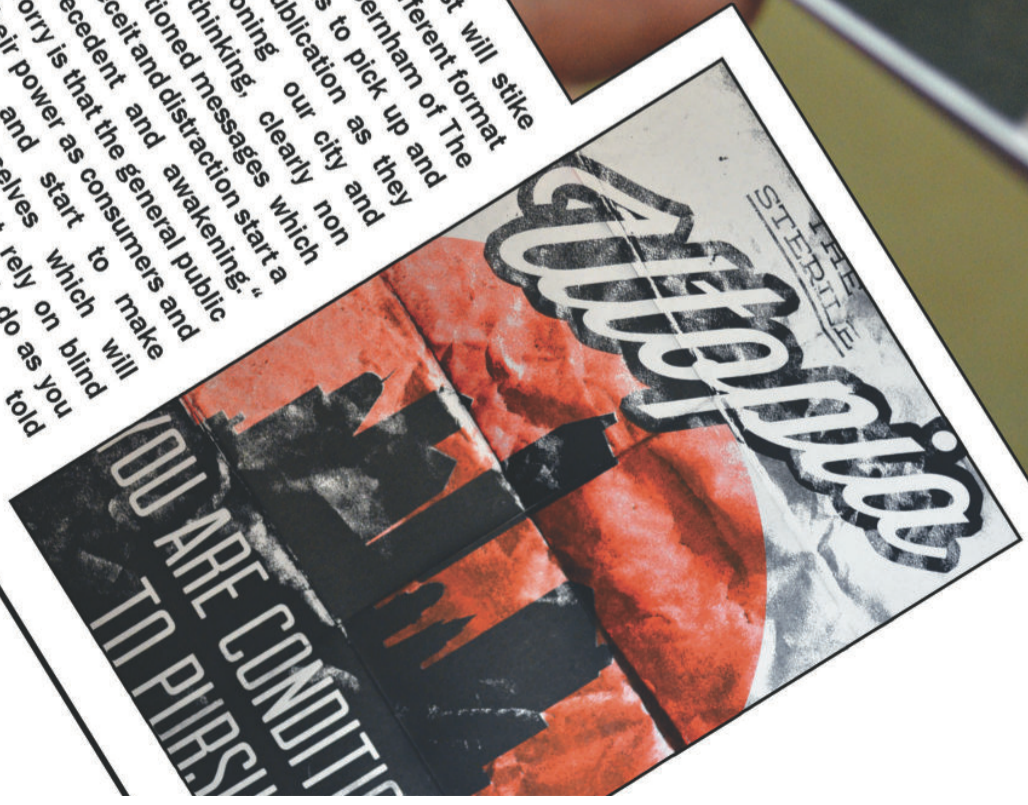 will stike
fferent format
ernham of The
s to pick up and
ublication as they
oning our city and
thinking, clearly non
tioned messages which
ceit and distraction start a
ecedent and awakening.“
orry is that the general public
eir power as consumers and
and start to make
selves which will
rely on blind
do as you
told
THE
STERILE
Utopia
YOU ARE CONDITIO
TO PURSU